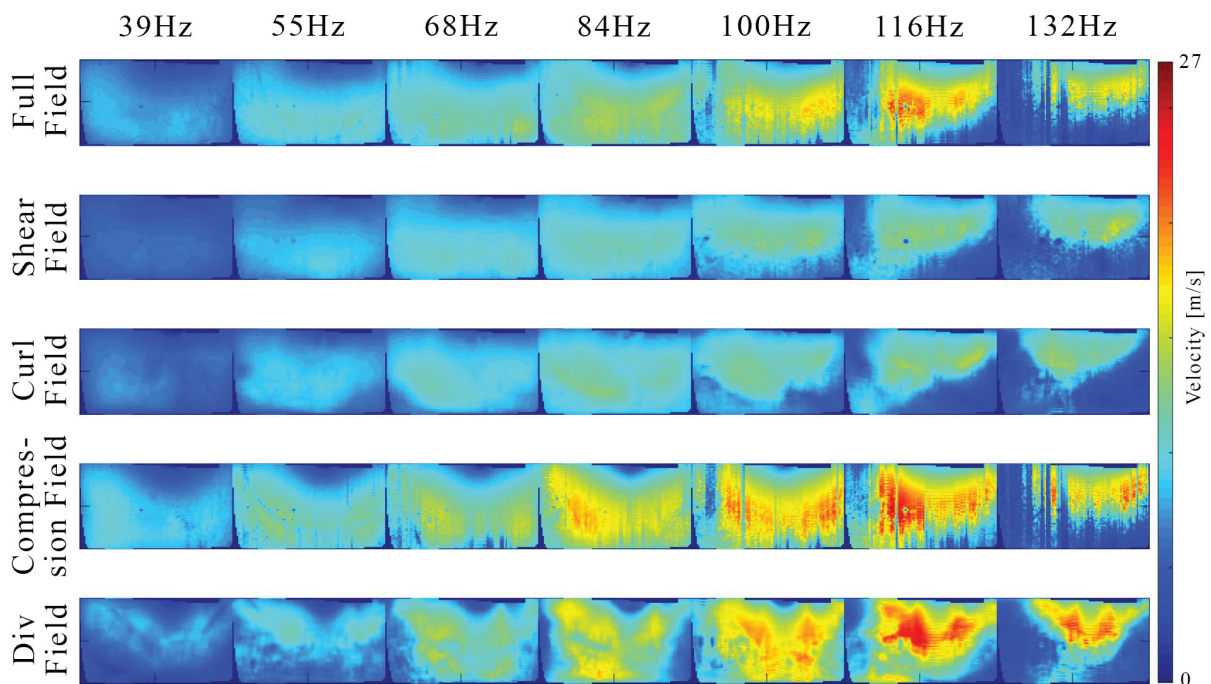 39Hz 55Hz 68Hz 84Hz 100Hz 116Hz 132Hz
27
Full
Field
Shear
Field
Curl
Field
Compres-
sion Field
Div
Field
Velocity [m/s]
0